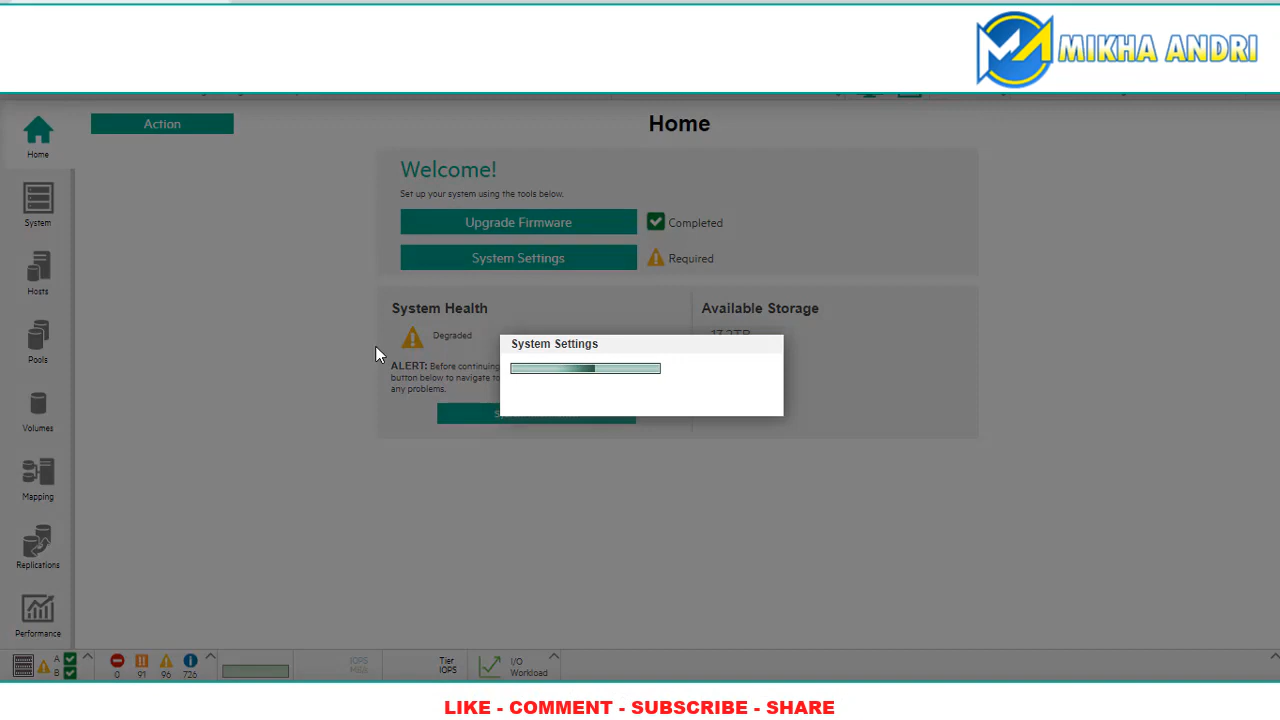 MIKHA ANDRI
Home
Action
Home
Welcome!
Set up your system using the tools below.
Upgrade Firmware
Completed
System Settings
Required
System
Hosts
Pools
Volumes
Mapping
Replications
Performance
System Health
Degraded
ALERT: Before continuing
button below to navigate to
any problems.
Available Storage
System Settings
A
B
0
91
96
726
IOPS
MB/s
Tier
IOPS
I/O
Workload
LIKE - COMMENT - SUBSCRIBE - SHARE